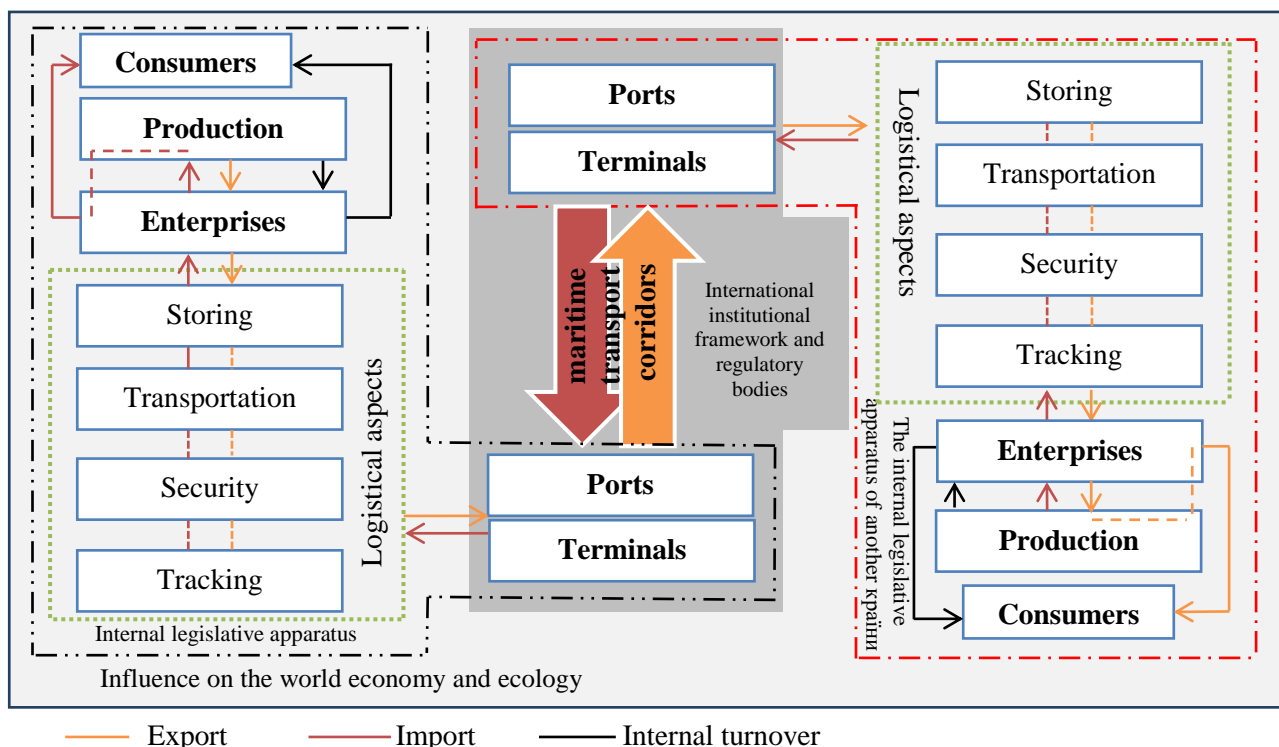 Consumers
Production
Enterprises
Storing
Transportation
Security
Tracking
Logistical aspects
Internal legislative apparatus
Ports
Terminals
maritime
transport
corridors
International
institutional
framework and
regulatory
bodies
Ports
Terminals
Logistical aspects
Storing
Transportation
Security
Tracking
The internal legislative
apparatus of another країни
Enterprises
Production
Consumers
Influence on the world economy and ecology
Export
Import
Internal turnover